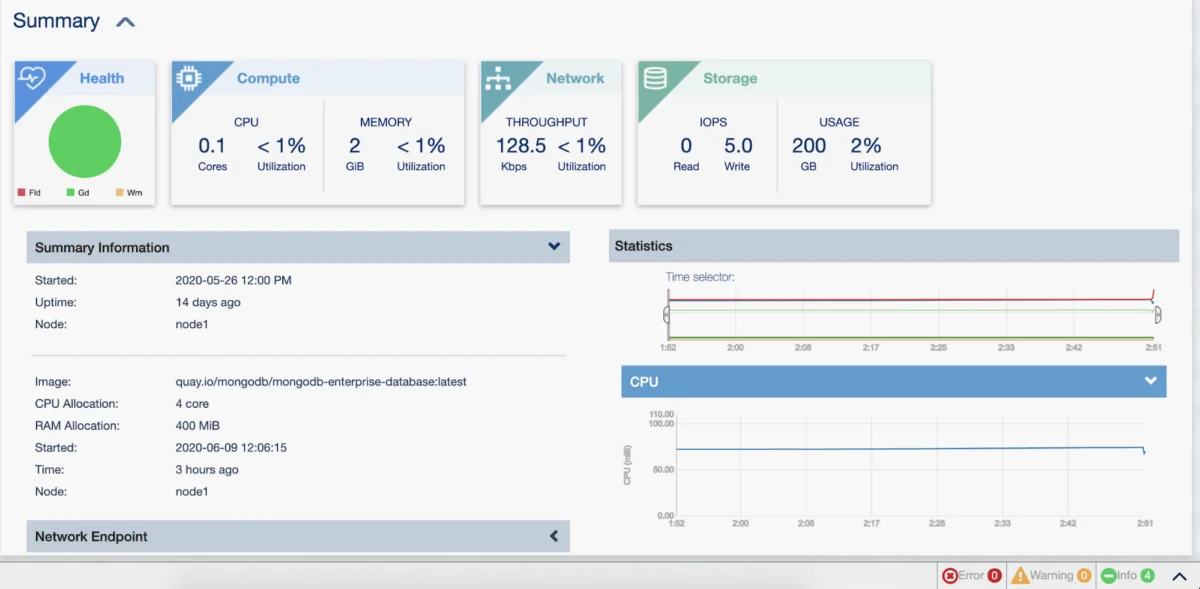 Summary
Health
Fld Gd Wrn
Compute
CPU MEMORY
0.1 < 1% 2 < 1%
Cores Utilization GiB Utilization
Network
THROUGHPUT
128.5 < 1%
Kbps Utilization
Storage
IOPS USAGE
0 5.0 200 2%
Read Write GB Utilization
Summary Information
Started: 2020-05-26 12:00 PM
Uptime: 14 days ago
Node: node1
Image: quay.io/mongodb/mongodb-enterprise-database:latest
CPU Allocation: 4 core
RAM Allocation: 400 MiB
Started: 2020-06-09 12:06:15
Time: 3 hours ago
Node: node1
Network Endpoint
Statistics
Time selector:
1:52 2:00 2:08 2:17 2:25 2:33 2:42 2:51
CPU
110.00
100.00
50.00
0.00
CPU (mili)
1:52 2:00 2:08 2:17 2:25 2:33 2:42 2:51
Error 0 Warning 0 Info 4